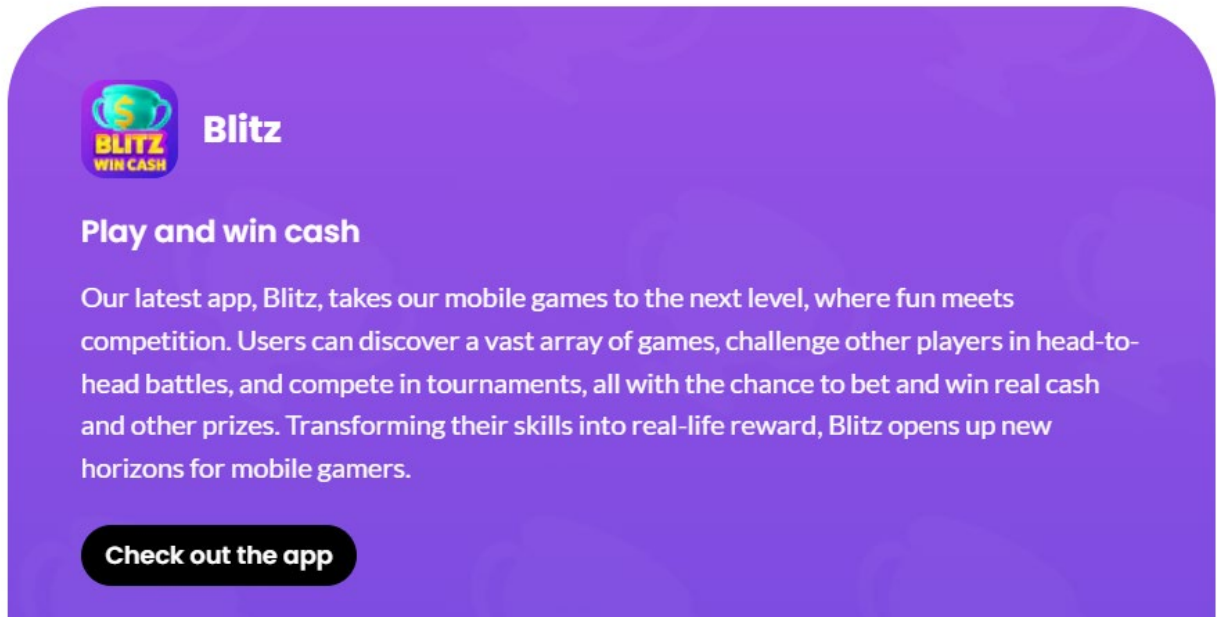 BLITZ
WIN CASH
Blitz
Play and win cash
Our latest app, Blitz, takes our mobile games to the next level, where fun meets
competition. Users can discover a vast array of games, challenge other players in head-to-
head battles, and compete in tournaments, all with the chance to bet and win real cash
and other prizes. Transforming their skills into real-life reward, Blitz opens up new
horizons for mobile gamers.
Check out the app